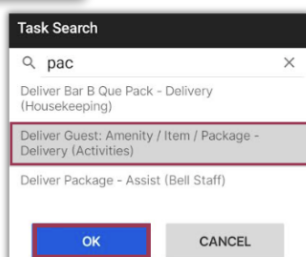 Task Search
pac
Deliver Bar B Que Pack - Delivery
(Housekeeping)
Deliver Guest: Amenity / Item / Package -
Delivery (Activities)
Deliver Package - Assist (Bell Staff)
OK
CANCEL